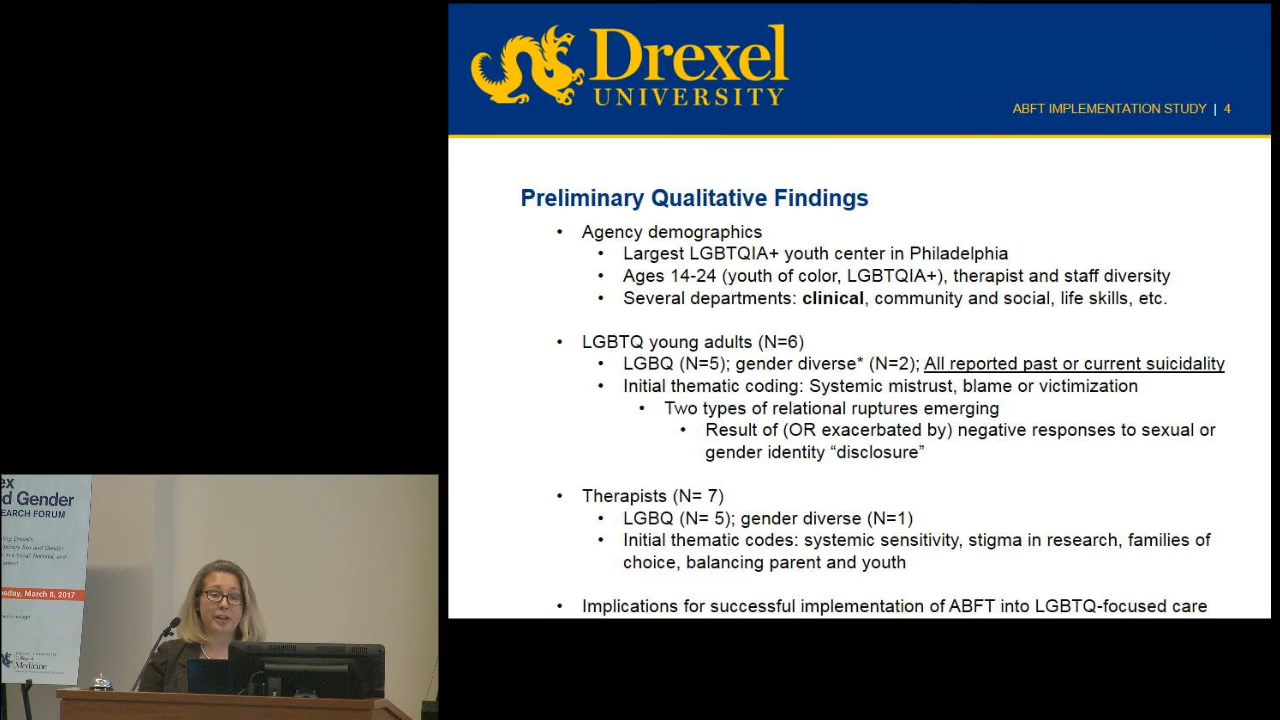 Drexel
UNIVERSITY
ABFT IMPLEMENTATION STUDY | 4
Preliminary Qualitative Findings
• Agency demographics
• Largest LGBTQIA+ youth center in Philadelphia
• Ages 14-24 (youth of color, LGBTQIA+), therapist and staff diversity
• Several departments: clinical, community and social, life skills, etc.
• LGBTQ young adults (N=6)
• LGBQ (N=5); gender diverse* (N=2); All reported past or current suicidality
• Initial thematic coding: Systemic mistrust, blame or victimization
• Two types of relational ruptures emerging
• Result of (OR exacerbated by) negative responses to sexual or
gender identity “disclosure”
• Therapists (N= 7)
• LGBQ (N= 5); gender diverse (N=1)
• Initial thematic codes: systemic sensitivity, stigma in research, families of
choice, balancing parent and youth
• Implications for successful implementation of ABFT into LGBTQ-focused care
ex
d Gender
EARCH FORUM
sday, March 8, 2017
Medicine